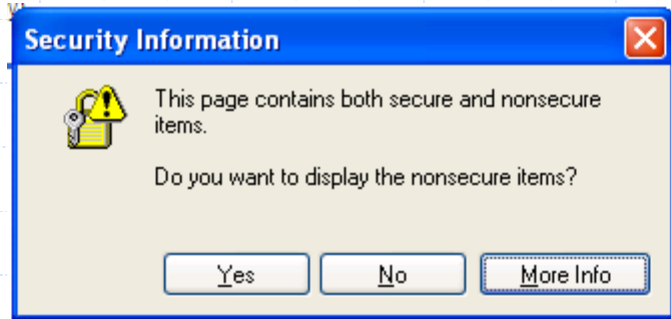 Security Information
This page contains both secure and nonsecure
items.
Do you want to display the nonsecure items?
Yes No More Info